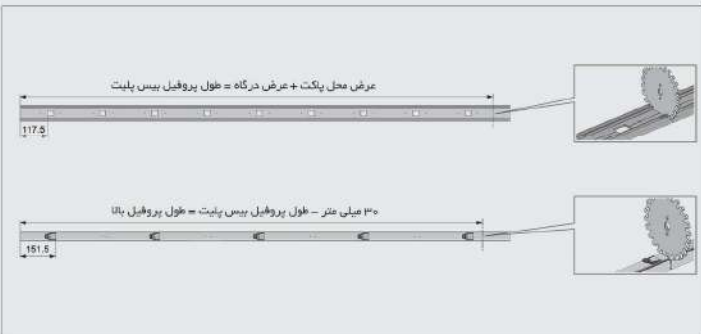 عرض محل پاکت + عرض درگاه = طول پروفیل بیس پلیت
117.5
۳۰ میلی متر – طول پروفیل بیس پلیت = طول پروفیل بالا
151.5